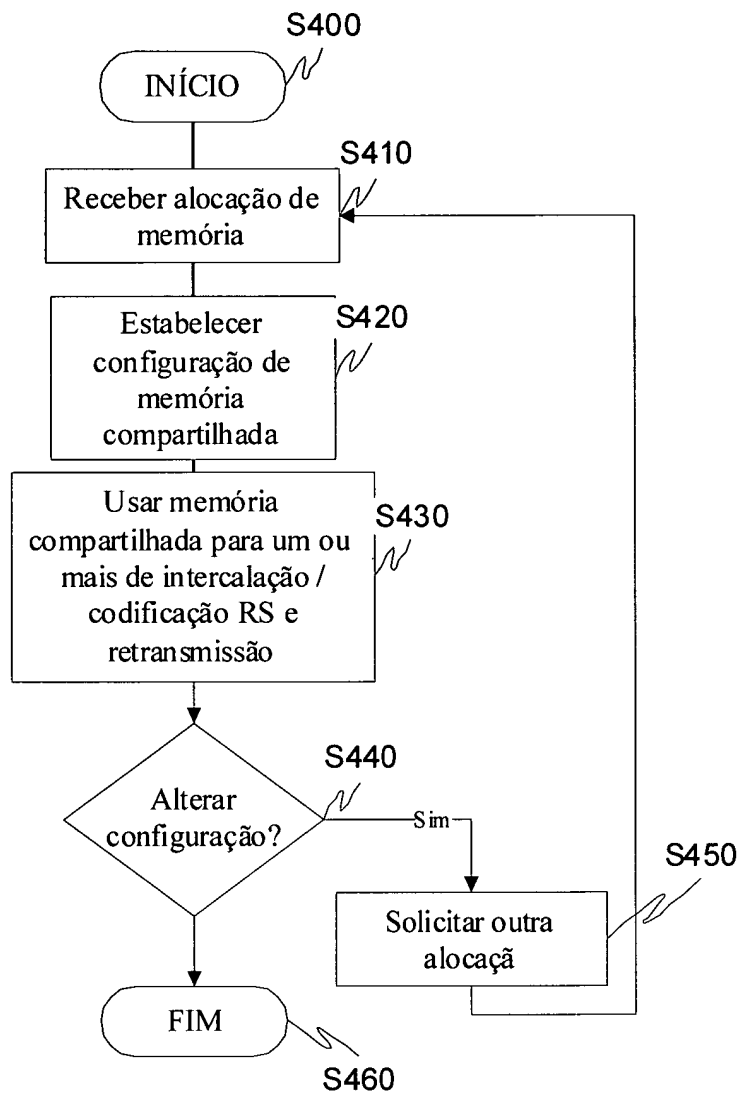 S400
INÍCIO
S410
Receber alocação de
memória
S420
Estabelecer
configuração de
memória
compartilhada
S430
Usar memória
compartilhada para um ou
mais de intercalação /
codificação RS e
retransmissão
S440
Alterar
configuração?
Sim
S450
Solicitar outra
alocaçã
FIM
S460